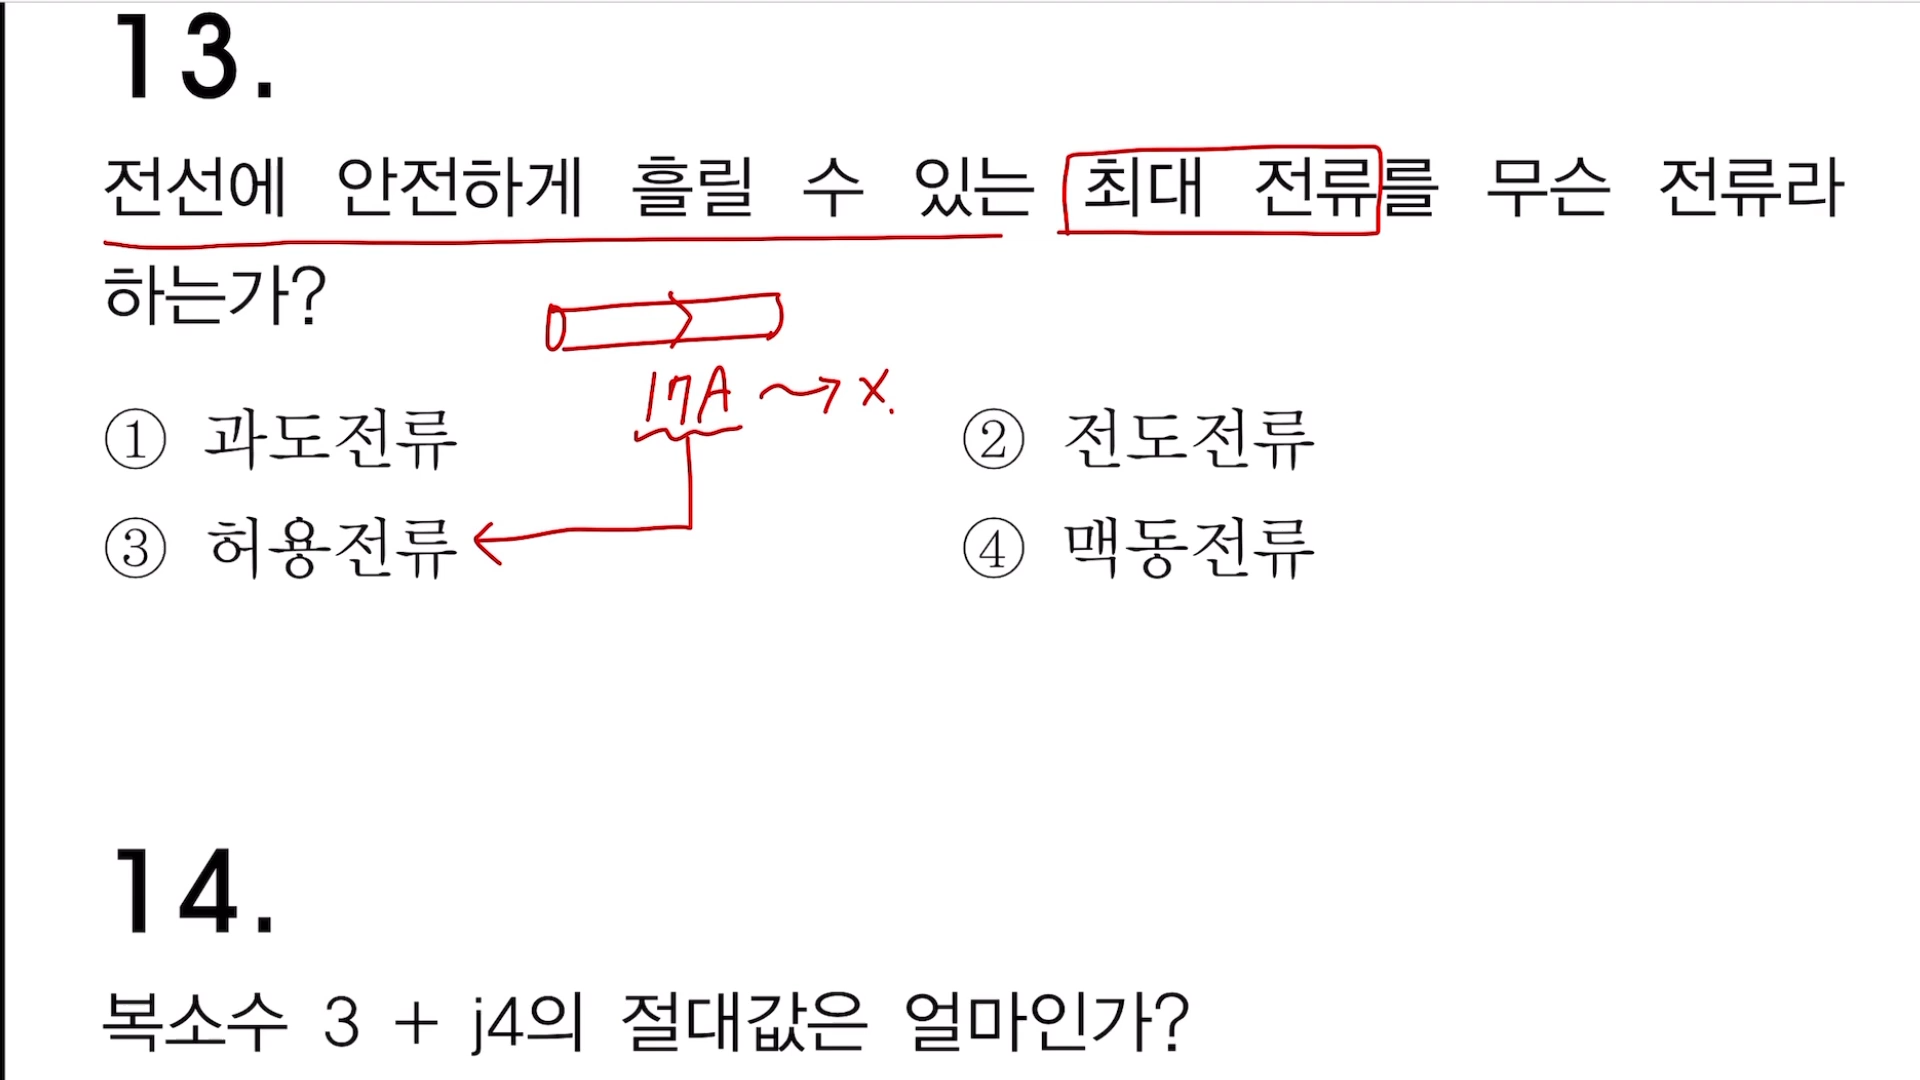 13.
전선에 안전하게 흘릴 수 있는 최대 전류를 무슨 전류라
하는가?
17A ~→ X.
① 과도전류 ② 전도전류
③ 허용전류 ④ 맥동전류
14.
복소수 3 + j4의 절대값은 얼마인가?